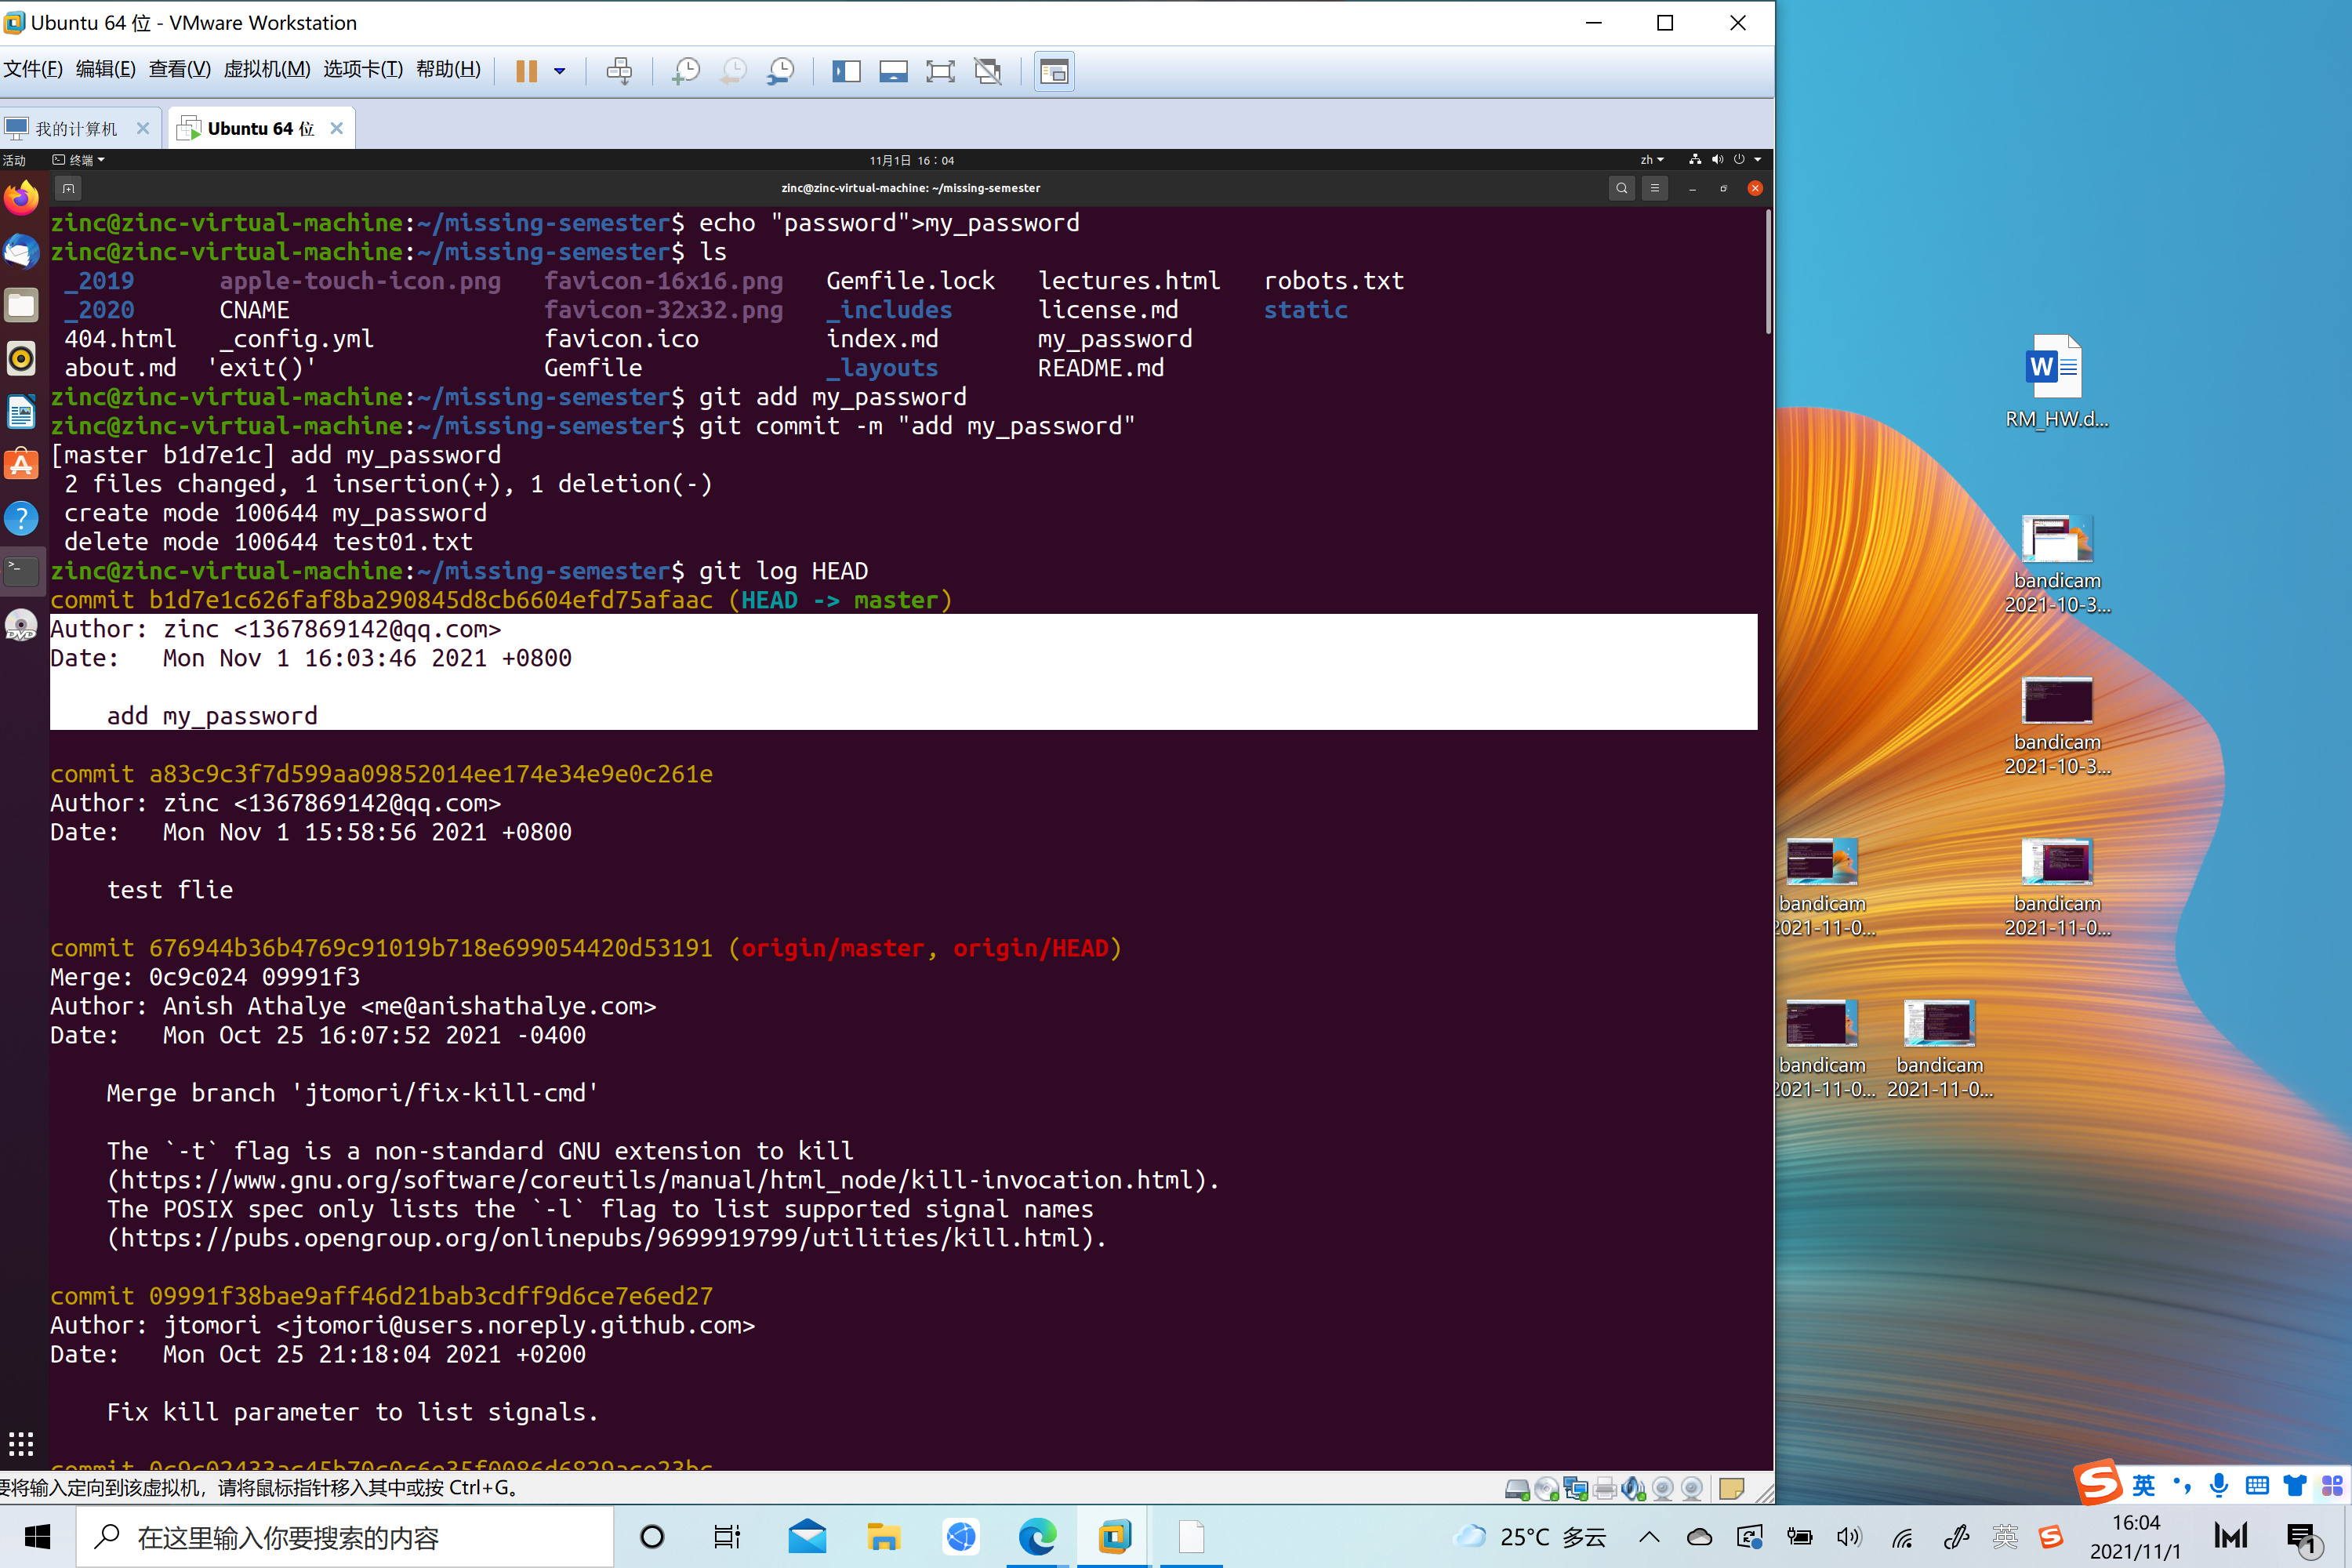 Ubuntu 64 位 - VMware Workstation
文件(F) 编辑(E) 查看(V) 虚拟机(M) 选项卡(T) 帮助(H)
我的计算机
Ubuntu 64 位
活动
终端
11月1日 16：04
zh
zinc@zinc-virtual-machine: ~/missing-semester
zinc@zinc-virtual-machine:~/missing-semester$ echo "password">my_password
zinc@zinc-virtual-machine:~/missing-semester$ ls
_2019 apple-touch-icon.png favicon-16x16.png Gemfile.lock lectures.html robots.txt
_2020 CNAME favicon-32x32.png _includes license.md static
404.html _config.yml favicon.ico index.md my_password
about.md 'exit()' Gemfile _layouts README.md
zinc@zinc-virtual-machine:~/missing-semester$ git add my_password
zinc@zinc-virtual-machine:~/missing-semester$ git commit -m "add my_password"
[master b1d7e1c] add my_password
2 files changed, 1 insertion(+), 1 deletion(-)
create mode 100644 my_password
delete mode 100644 test01.txt
zinc@zinc-virtual-machine:~/missing-semester$ git log HEAD
commit b1d7e1c626faf8ba290845d8cb6604efd75afaac (HEAD -> master)
Author: zinc <1367869142@qq.com>
Date: Mon Nov 1 16:03:46 2021 +0800
add my_password
commit a83c9c3f7d599aa09852014ee174e34e9e0c261e
Author: zinc <1367869142@qq.com>
Date: Mon Nov 1 15:58:56 2021 +0800
test flie
commit 676944b36b4769c91019b718e699054420d53191 (origin/master, origin/HEAD)
Merge: 0c9c024 09991f3
Author: Anish Athalye <me@anishathalye.com>
Date: Mon Oct 25 16:07:52 2021 -0400
Merge branch 'jtomori/fix-kill-cmd'
The `-t` flag is a non-standard GNU extension to kill
(https://www.gnu.org/software/coreutils/manual/html_node/kill-invocation.html).
The POSIX spec only lists the `-l` flag to list supported signal names
(https://pubs.opengroup.org/onlinepubs/9699919799/utilities/kill.html).
commit 09991f38bae9aff46d21bab3cdff9d6ce7e6ed27
Author: jtomori <jtomori@users.noreply.github.com>
Date: Mon Oct 25 21:18:04 2021 +0200
Fix kill parameter to list signals.
要将输入定向到该虚拟机，请将鼠标指针移入其中或按 Ctrl+G。
RM_HW.d...
bandicam
2021-10-3...
bandicam
2021-10-3...
bandicam
2021-11-0...
bandicam
2021-11-0...
bandicam
2021-11-0...
bandicam
2021-11-0...
英
在这里输入你要搜索的内容
25°C 多云
英
16:04
2021/11/1
1